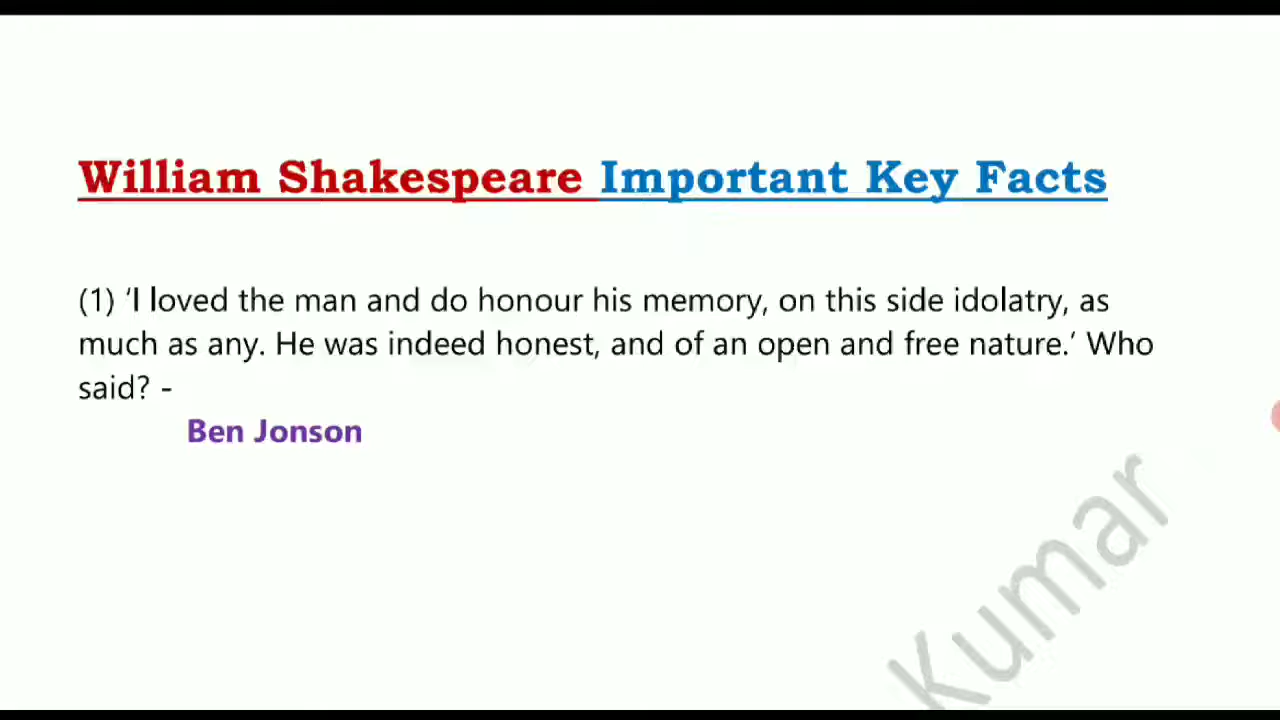 William Shakespeare Important Key Facts
(1) ‘I loved the man and do honour his memory, on this side idolatry, as
much as any. He was indeed honest, and of an open and free nature.’ Who
said? -
Ben Jonson
Kumar